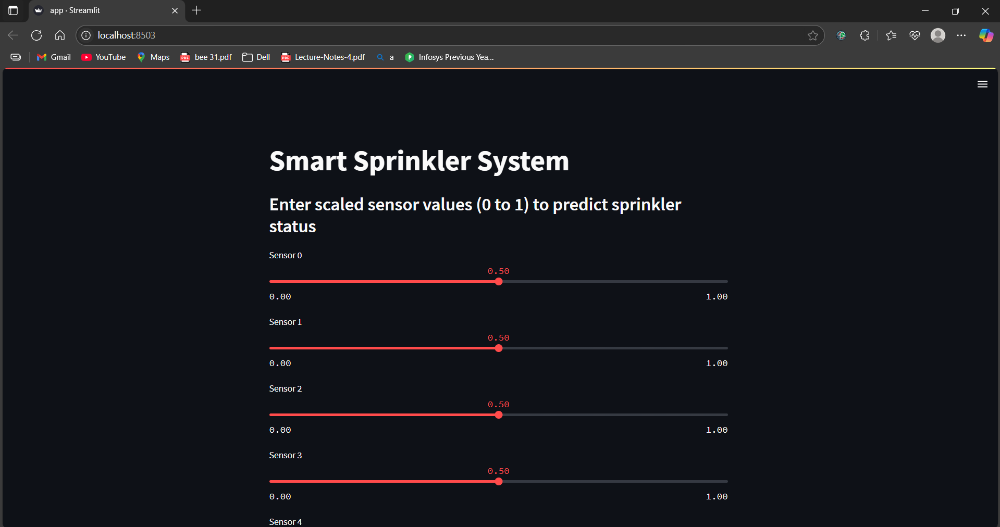 app · Streamlit
localhost:8503
Gmail YouTube Maps PDF bee 31.pdf Dell PDF Lecture-Notes-4.pdf a P Infosys Previous Yea...
Smart Sprinkler System
Enter scaled sensor values (0 to 1) to predict sprinkler
status
Sensor 0
0.50
0.00 1.00
Sensor 1
0.50
0.00 1.00
Sensor 2
0.50
0.00 1.00
Sensor 3
0.50
0.00 1.00
Sensor 4